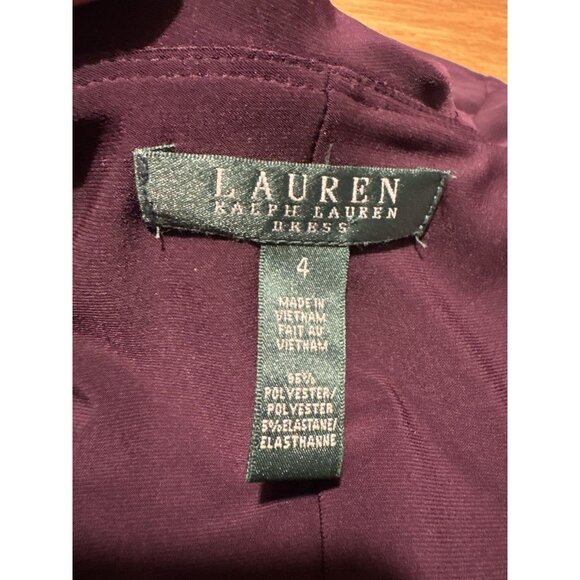 LAUREN
RALPH LAUREN
DRESS
4
MADE IN
VIETNAM
FAIT AU
VIETNAM
95%
POLYESTER/
POLYESTER
5%ELASTANE/
ELASTHANNE